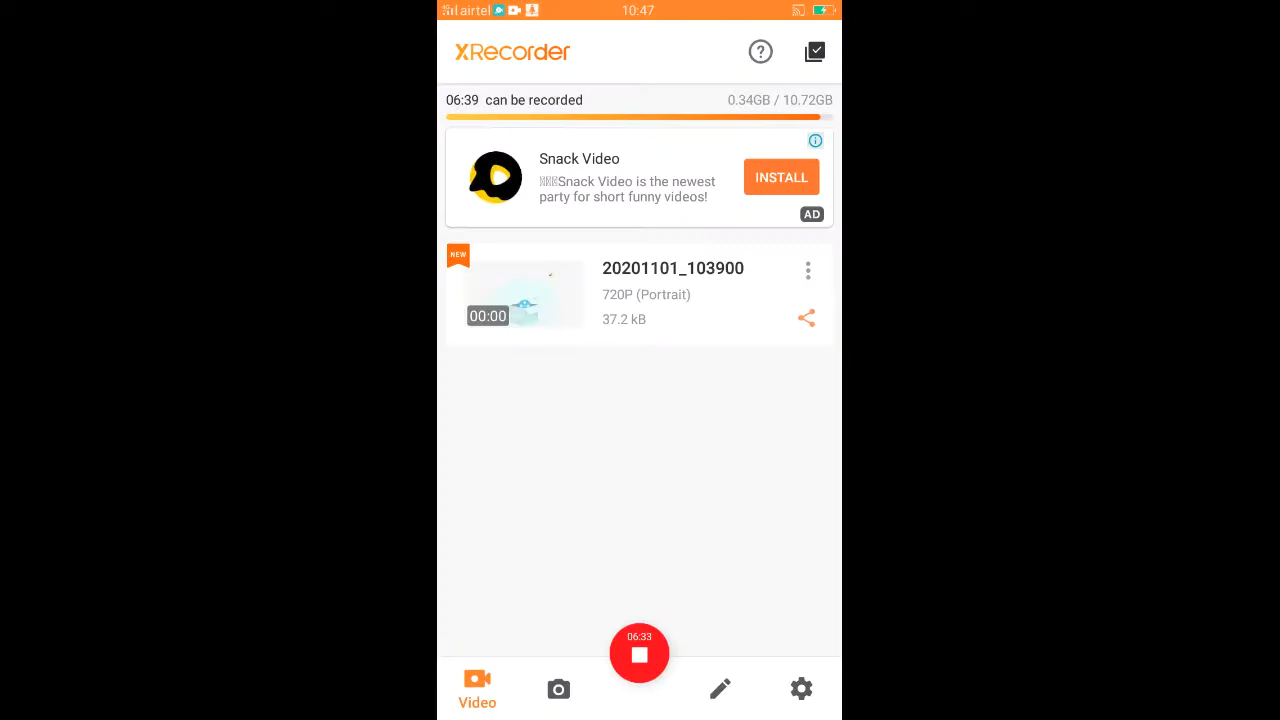 airtel 10:47
XRecorder
06:39 can be recorded 0.34GB / 10.72GB
Snack Video
Snack Video is the newest
party for short funny videos!
INSTALL
AD
NEW
20201101_103900
720P (Portrait)
00:00
37.2 kB
06:33
Video